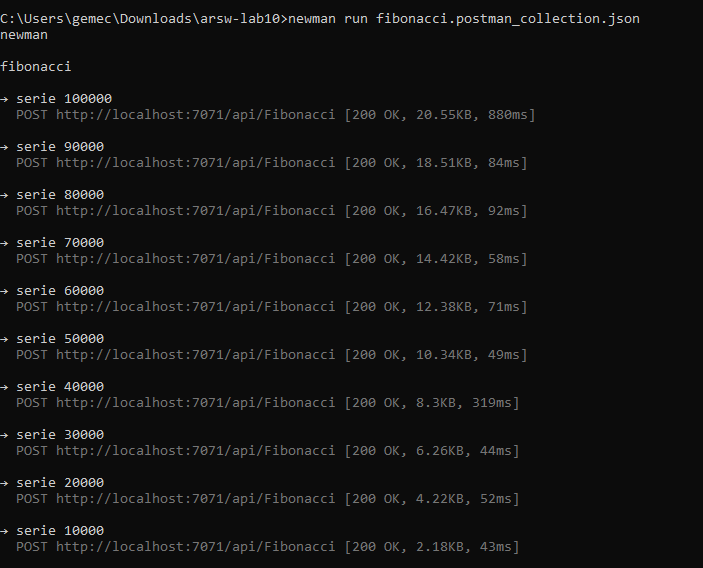 C:\Users\gemec\Downloads\arsw-lab10>newman run fibonacci.postman_collection.json
newman
fibonacci
→ serie 100000
POST http://localhost:7071/api/Fibonacci [200 OK, 20.55KB, 880ms]
→ serie 90000
POST http://localhost:7071/api/Fibonacci [200 OK, 18.51KB, 84ms]
→ serie 80000
POST http://localhost:7071/api/Fibonacci [200 OK, 16.47KB, 92ms]
→ serie 70000
POST http://localhost:7071/api/Fibonacci [200 OK, 14.42KB, 58ms]
→ serie 60000
POST http://localhost:7071/api/Fibonacci [200 OK, 12.38KB, 71ms]
→ serie 50000
POST http://localhost:7071/api/Fibonacci [200 OK, 10.34KB, 49ms]
→ serie 40000
POST http://localhost:7071/api/Fibonacci [200 OK, 8.3KB, 319ms]
→ serie 30000
POST http://localhost:7071/api/Fibonacci [200 OK, 6.26KB, 44ms]
→ serie 20000
POST http://localhost:7071/api/Fibonacci [200 OK, 4.22KB, 52ms]
→ serie 10000
POST http://localhost:7071/api/Fibonacci [200 OK, 2.18KB, 43ms]